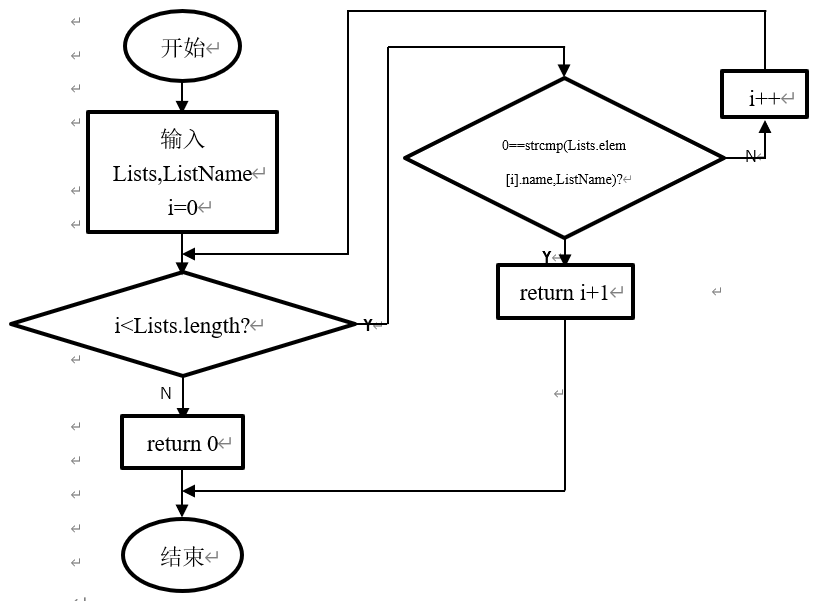 开始
输入
Lists,ListName
i=0
i<Lists.length?
Y
N
return 0
结束
0==strcmp(Lists.elem
[i].name,ListName)?
N
i++
Y
return i+1